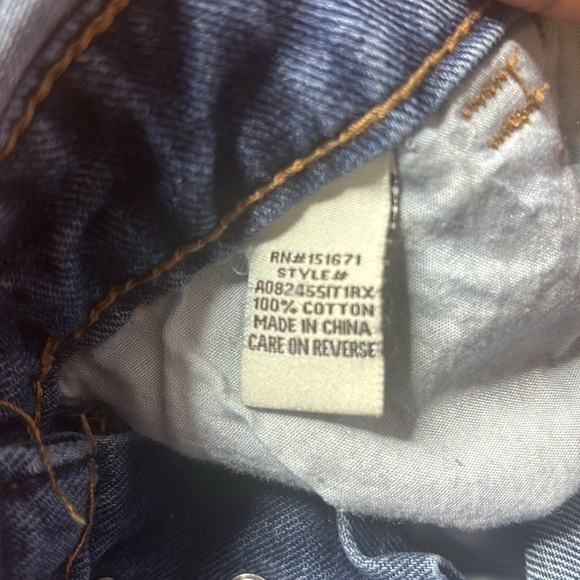 RN#151671
STYLE#
A082455IT1RX
100% COTTON
MADE IN CHINA
CARE ON REVERSE